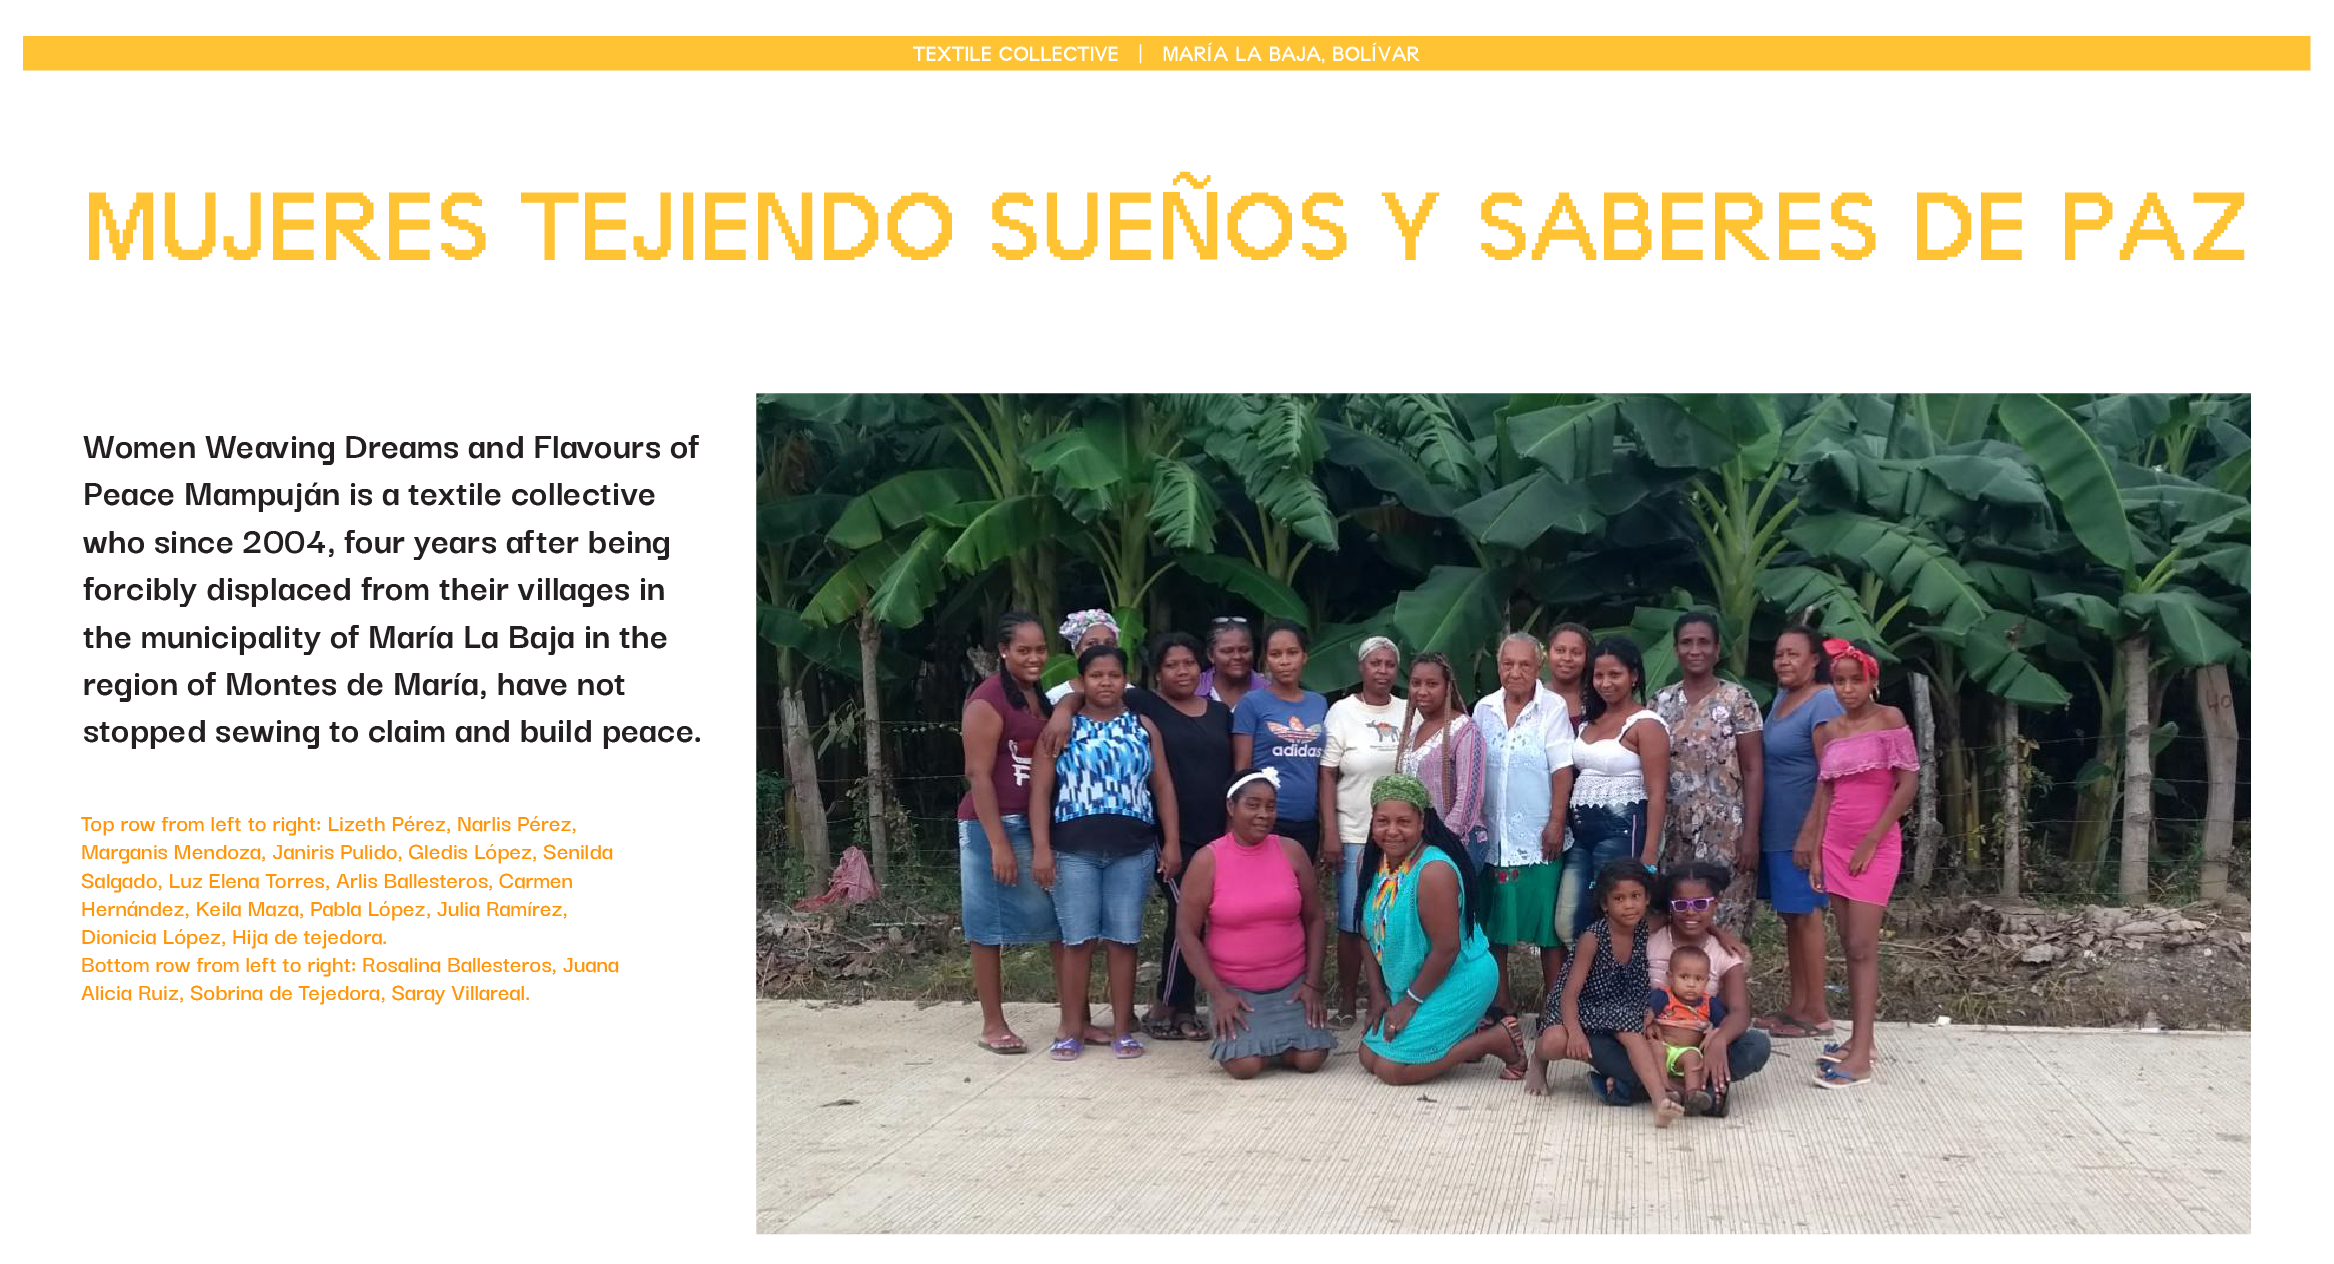 TEXTILE COLLECTIVE | MARÍA LA BAJA, BOLÍVAR
MUJERES TEJIENDO SUEÑOS Y SABERES DE PAZ
Women Weaving Dreams and Flavours of
Peace Mampuján is a textile collective
who since 2004, four years after being
forcibly displaced from their villages in
the municipality of María La Baja in the
region of Montes de María, have not
stopped sewing to claim and build peace.
Top row from left to right: Lizeth Pérez, Narlis Pérez,
Marganis Mendoza, Janiris Pulido, Gledis López, Senilda
Salgado, Luz Elena Torres, Arlis Ballesteros, Carmen
Hernández, Keila Maza, Pabla López, Julia Ramírez,
Dionicia López, Hija de tejedora.
Bottom row from left to right: Rosalina Ballesteros, Juana
Alicia Ruiz, Sobrina de Tejedora, Saray Villareal.
adidas